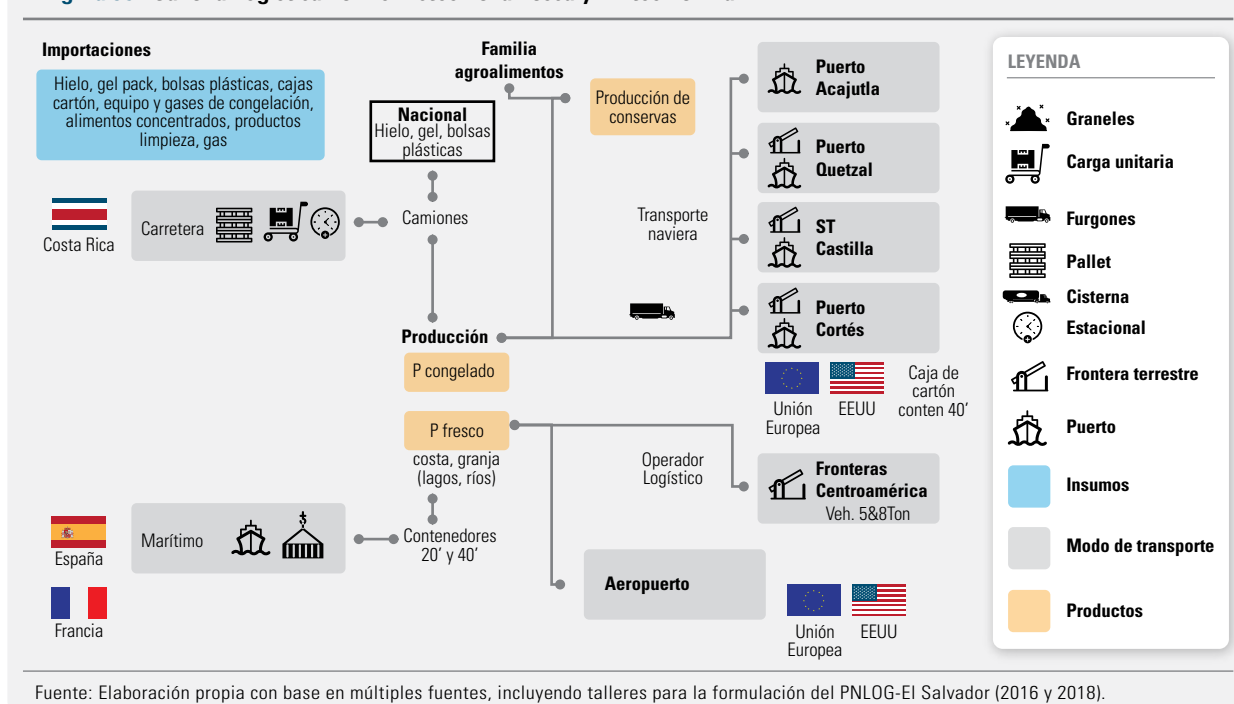 Importaciones
Hielo, gel pack, bolsas plásticas, cajas
cartón, equipo y gases de congelación,
alimentos concentrados, productos
limpieza, gas
Costa Rica
Carretera
Nacional
Hielo, gel, bolsas
plásticas
Camiones
Familia
agroalimentos
Producción de
conservas
Producción
P congelado
P fresco
costa, granja
(lagos, ríos)
Contenedores
20’ y 40’
España
Francia
Marítimo
Transporte
naviera
Puerto
Acajutla
Puerto
Quetzal
ST
Castilla
Puerto
Cortés
Unión
Europea
EEUU
Caja de
cartón
conten 40’
Operador
Logístico
Fronteras
Centroamérica
Veh. 5&8Ton
Aeropuerto
Unión
Europea
EEUU
LEYENDA
Graneles
Carga unitaria
Furgones
Pallet
Cisterna
Estacional
Frontera terrestre
Puerto
Insumos
Modo de transporte
Productos
Fuente: Elaboración propia con base en múltiples fuentes, incluyendo talleres para la formulación del PNLOG-El Salvador (2016 y 2018).